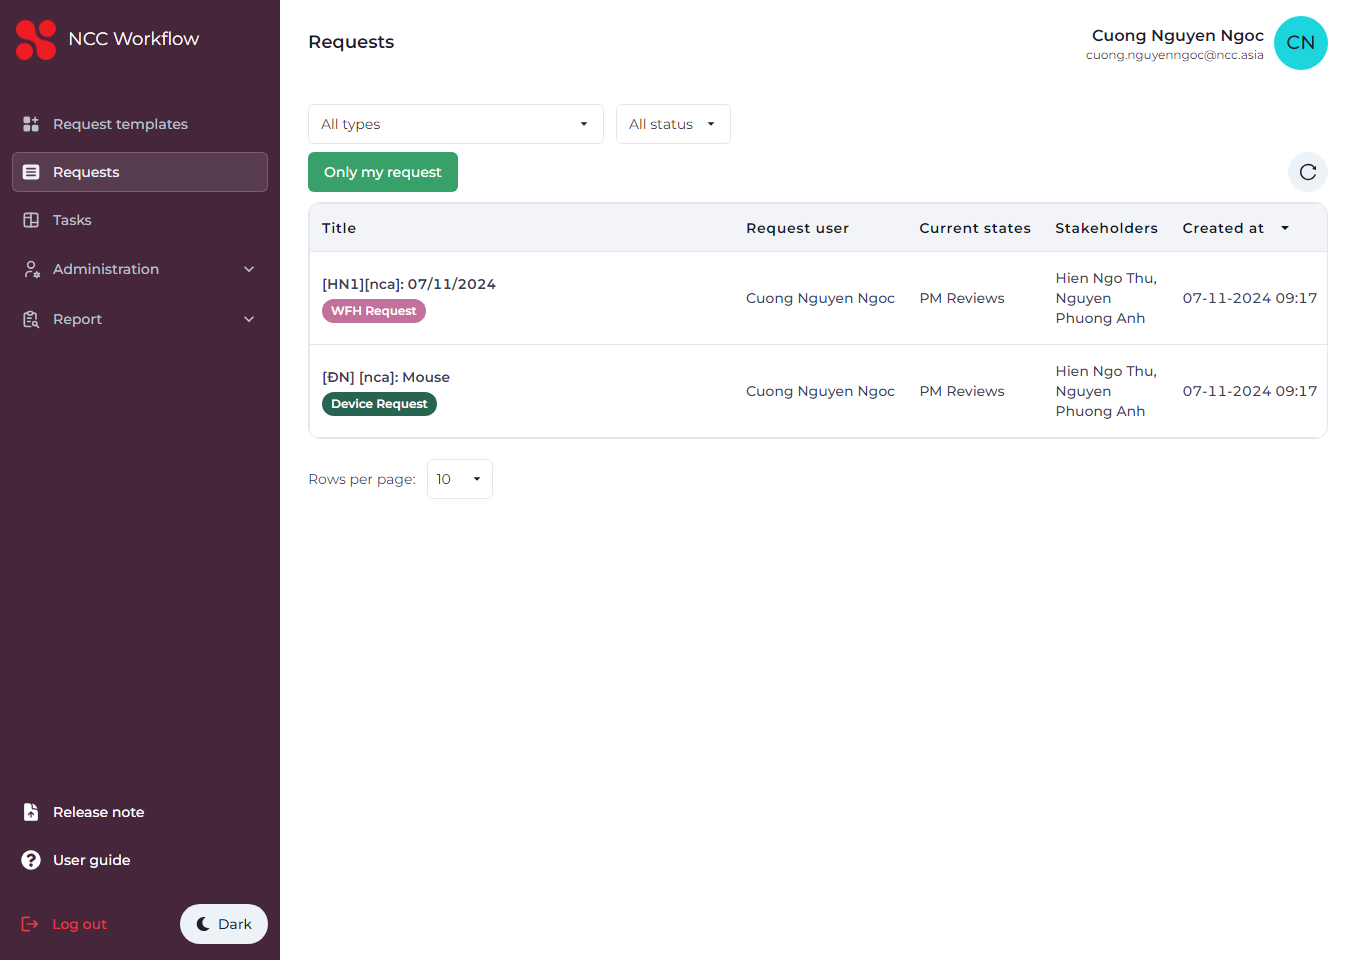 NCC Workflow
Request templates
Requests
Tasks
Administration
Report
Release note
User guide
Log out
Dark
Requests
Cuong Nguyen Ngoc
cuong.nguyenngoc@ncc.asia
CN
All types
All status
Only my request
Title
Request user
Current states
Stakeholders
Created at
[HN1][nca]: 07/11/2024
WFH Request
Cuong Nguyen Ngoc
PM Reviews
Hien Ngo Thu,
Nguyen
Phuong Anh
07-11-2024 09:17
[ĐN] [nca]: Mouse
Device Request
Cuong Nguyen Ngoc
PM Reviews
Hien Ngo Thu,
Nguyen
Phuong Anh
07-11-2024 09:17
Rows per page:
10